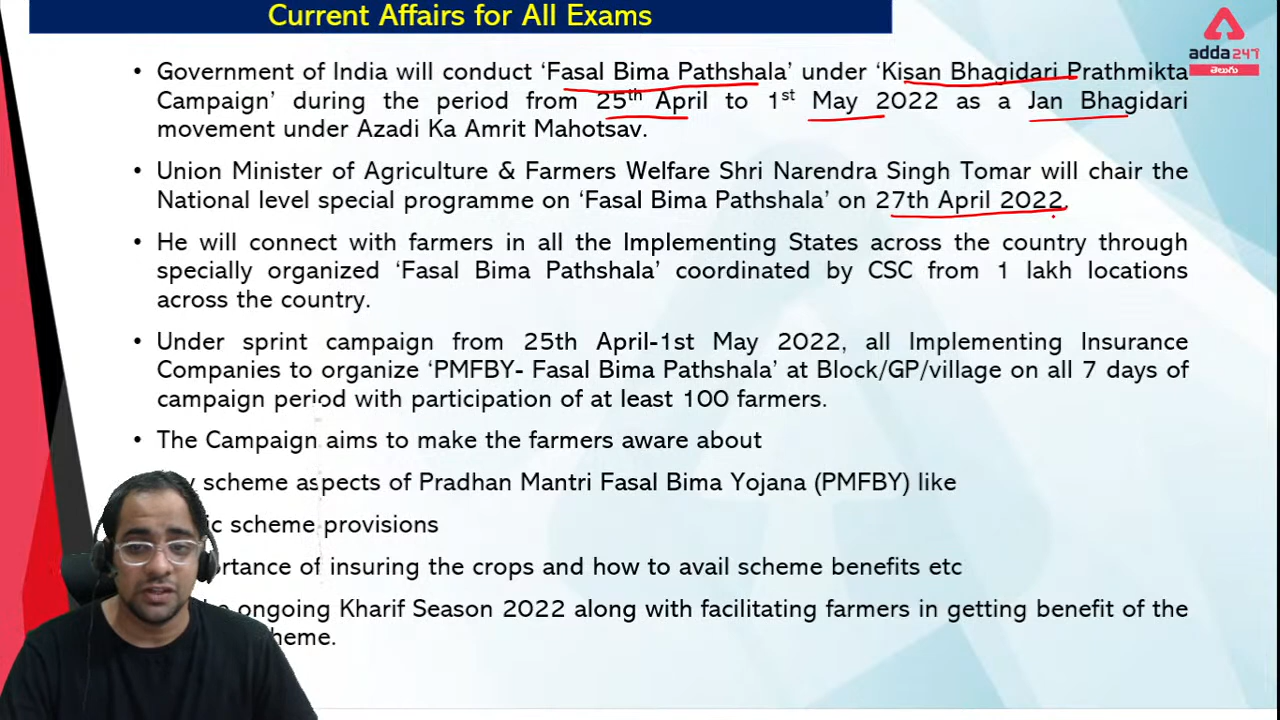 Current Affairs for All Exams
adda247
తెలుగు
• Government of India will conduct ‘Fasal Bima Pathshala’ under ‘Kisan Bhagidari Prathmikta
Campaign’ during the period from 25th April to 1st May 2022 as a Jan Bhagidari
movement under Azadi Ka Amrit Mahotsav.
• Union Minister of Agriculture & Farmers Welfare Shri Narendra Singh Tomar will chair the
National level special programme on ‘Fasal Bima Pathshala’ on 27th April 2022.
• He will connect with farmers in all the Implementing States across the country through
specially organized ‘Fasal Bima Pathshala’ coordinated by CSC from 1 lakh locations
across the country.
• Under sprint campaign from 25th April-1st May 2022, all Implementing Insurance
Companies to organize ‘PMFBY- Fasal Bima Pathshala’ at Block/GP/village on all 7 days of
campaign period with participation of at least 100 farmers.
• The Campaign aims to make the farmers aware about
scheme aspects of Pradhan Mantri Fasal Bima Yojana (PMFBY) like
scheme provisions
of insuring the crops and how to avail scheme benefits etc
ongoing Kharif Season 2022 along with facilitating farmers in getting benefit of the